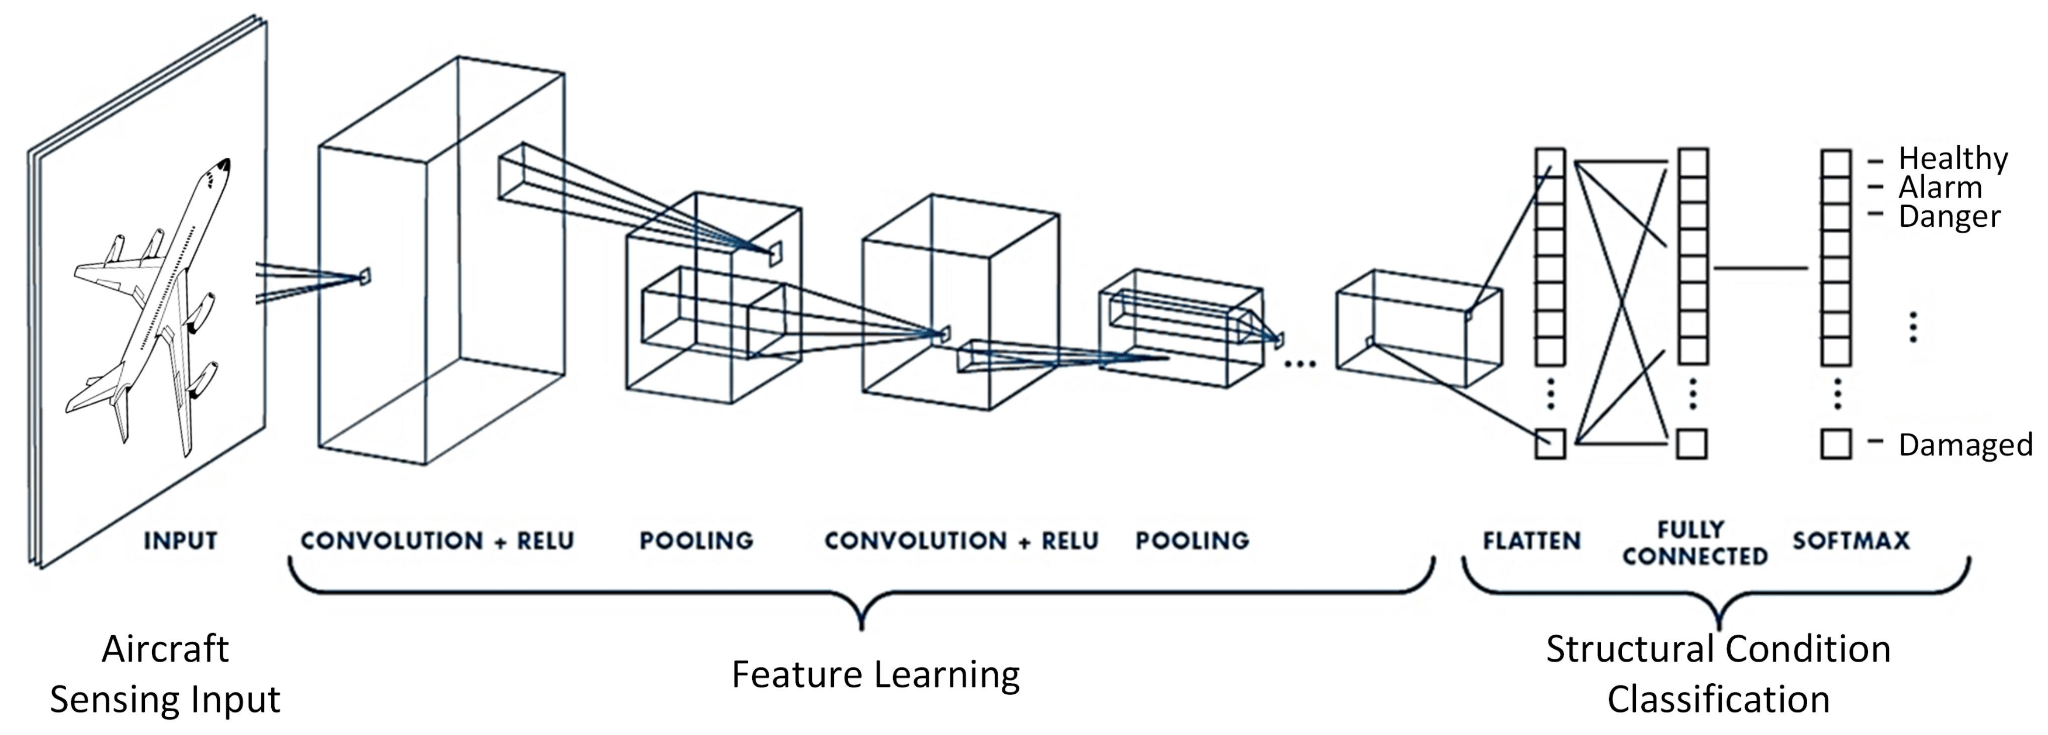 Healthy
Alarm
Danger
Damaged
INPUT
CONVOLUTION + RELU
POOLING
CONVOLUTION + RELU
POOLING
FLATTEN
FULLY
CONNECTED
SOFTMAX
Aircraft
Sensing Input
Feature Learning
Structural Condition
Classification